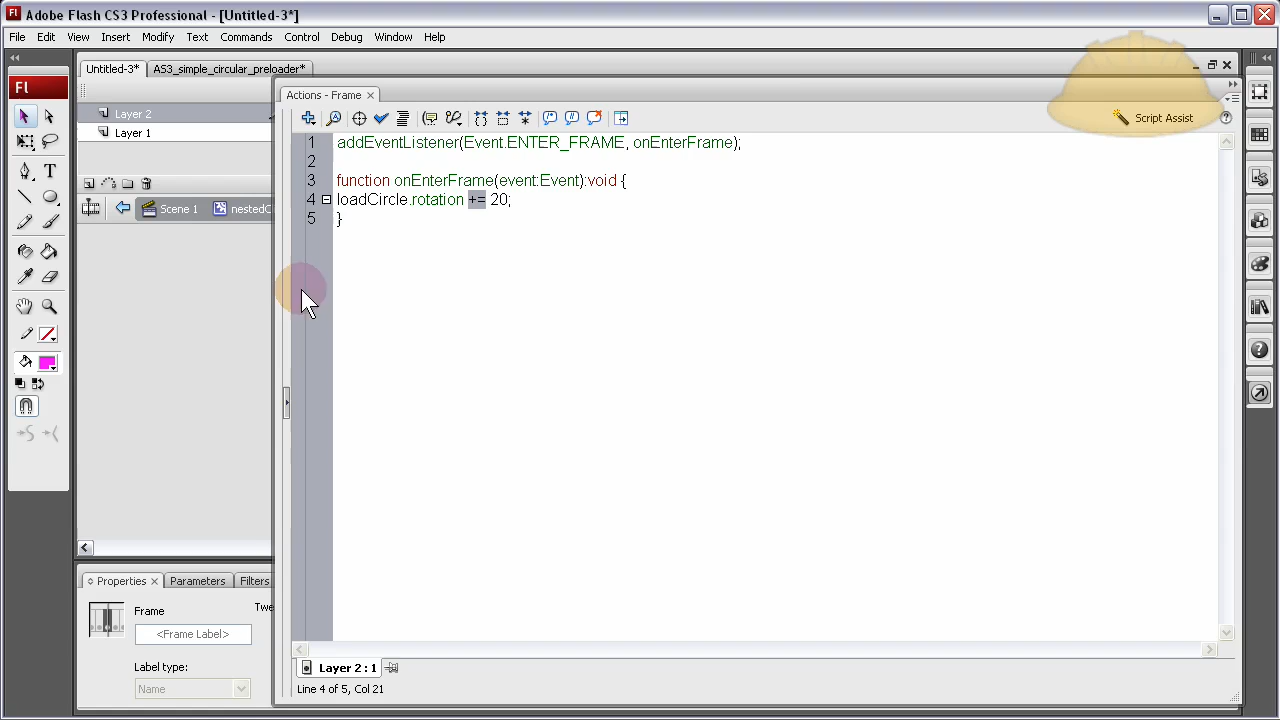 Adobe Flash CS3 Professional - [Untitled-3*]
File Edit View Insert Modify Text Commands Control Debug Window Help
Fl
Untitled-3* AS3_simple_circular_preloader*
Layer 2
Layer 1
Scene 1 nestedC
Actions - Frame
Script Assist
1 addEventListener(Event.ENTER_FRAME, onEnterFrame);
2
3 function onEnterFrame(event:Event):void {
4 loadCIrcle.rotation += 20;
5 }
Layer 2 : 1
Line 4 of 5, Col 21
Properties Parameters Filters
Frame Twe
<Frame Label>
Label type:
Name